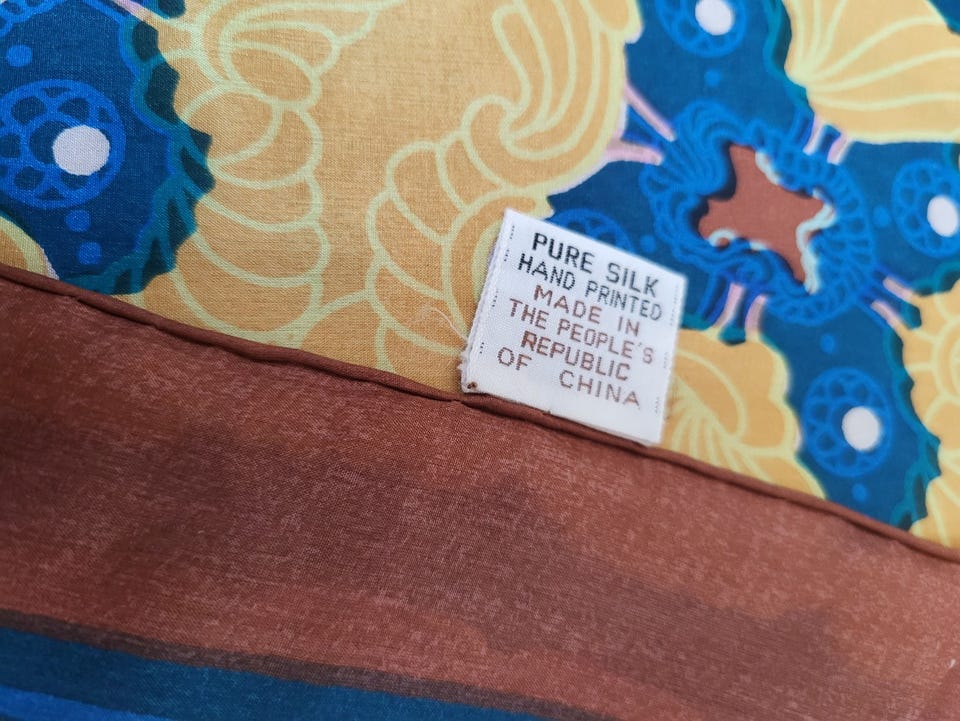 PURE SILK
HAND PRINTED
MADE IN
THE PEOPLE'S
REPUBLIC
OF CHINA